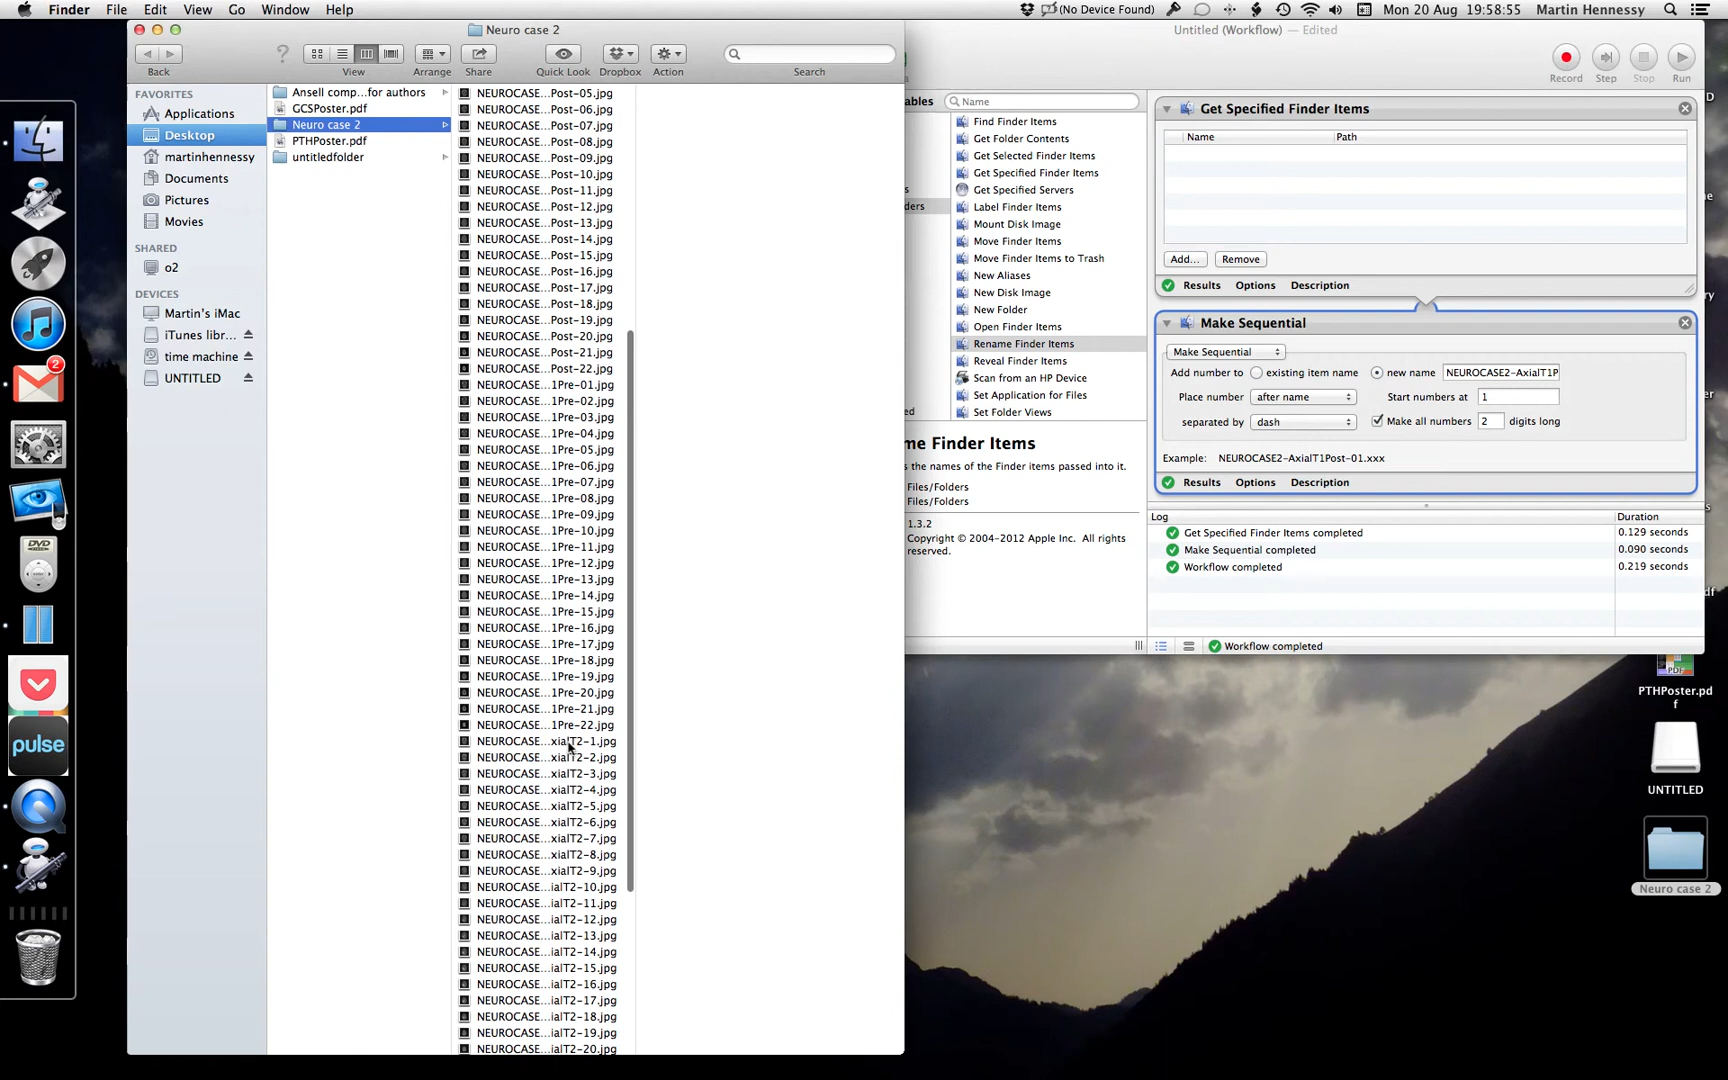 Finder File Edit View Go Window Help
(No Device Found) Mon 20 Aug 19:58:55 Martin Hennessy
Neuro case 2
Back View Arrange Share Quick Look Dropbox Action Search
FAVORITES
Applications
Desktop
martinhennessy
Documents
Pictures
Movies
SHARED
o2
DEVICES
Martin's iMac
iTunes libr...
time machine
UNTITLED
Ansell comp...for authors
GCSPoster.pdf
Neuro case 2
PTHPoster.pdf
untitledfolder
NEUROCASE...Post-05.jpg
NEUROCASE...Post-06.jpg
NEUROCASE...Post-07.jpg
NEUROCASE...Post-08.jpg
NEUROCASE...Post-09.jpg
NEUROCASE...Post-10.jpg
NEUROCASE...Post-11.jpg
NEUROCASE...Post-12.jpg
NEUROCASE...Post-13.jpg
NEUROCASE...Post-14.jpg
NEUROCASE...Post-15.jpg
NEUROCASE...Post-16.jpg
NEUROCASE...Post-17.jpg
NEUROCASE...Post-18.jpg
NEUROCASE...Post-19.jpg
NEUROCASE...Post-20.jpg
NEUROCASE...Post-21.jpg
NEUROCASE...Post-22.jpg
NEUROCASE...1Pre-01.jpg
NEUROCASE...1Pre-02.jpg
NEUROCASE...1Pre-03.jpg
NEUROCASE...1Pre-04.jpg
NEUROCASE...1Pre-05.jpg
NEUROCASE...1Pre-06.jpg
NEUROCASE...1Pre-07.jpg
NEUROCASE...1Pre-08.jpg
NEUROCASE...1Pre-09.jpg
NEUROCASE...1Pre-10.jpg
NEUROCASE...1Pre-11.jpg
NEUROCASE...1Pre-12.jpg
NEUROCASE...1Pre-13.jpg
NEUROCASE...1Pre-14.jpg
NEUROCASE...1Pre-15.jpg
NEUROCASE...1Pre-16.jpg
NEUROCASE...1Pre-17.jpg
NEUROCASE...1Pre-18.jpg
NEUROCASE...1Pre-19.jpg
NEUROCASE...1Pre-20.jpg
NEUROCASE...1Pre-21.jpg
NEUROCASE...1Pre-22.jpg
NEUROCASE...xialT2-1.jpg
NEUROCASE...xialT2-2.jpg
NEUROCASE...xialT2-3.jpg
NEUROCASE...xialT2-4.jpg
NEUROCASE...xialT2-5.jpg
NEUROCASE...xialT2-6.jpg
NEUROCASE...xialT2-7.jpg
NEUROCASE...xialT2-8.jpg
NEUROCASE...xialT2-9.jpg
NEUROCASE...ialT2-10.jpg
NEUROCASE...ialT2-11.jpg
NEUROCASE...ialT2-12.jpg
NEUROCASE...ialT2-13.jpg
NEUROCASE...ialT2-14.jpg
NEUROCASE...ialT2-15.jpg
NEUROCASE...ialT2-16.jpg
NEUROCASE...ialT2-17.jpg
NEUROCASE...ialT2-18.jpg
NEUROCASE...ialT2-19.jpg
NEUROCASE...ialT2-20.jpg
Untitled (Workflow) — Edited
Record Step Stop Run
ables
Name
ders
Find Finder Items
Get Folder Contents
Get Selected Finder Items
Get Specified Finder Items
Get Specified Servers
Label Finder Items
Mount Disk Image
Move Finder Items
Move Finder Items to Trash
New Aliases
New Disk Image
New Folder
Open Finder Items
Rename Finder Items
Reveal Finder Items
Scan from an HP Device
Set Application for Files
Set Folder Views
me Finder Items
s the names of the Finder items passed into it.
Files/Folders
Files/Folders
1.3.2
Copyright © 2004-2012 Apple Inc. All rights
reserved.
Get Specified Finder Items
Name Path
Add... Remove
Results Options Description
Make Sequential
Make Sequential
Add number to existing item name new name NEUROCASE2-AxialT1P
Place number after name Start numbers at 1
separated by dash Make all numbers 2 digits long
Example: NEUROCASE2-AxialT1Post-01.xxx
Results Options Description
Log Duration
Get Specified Finder Items completed 0.129 seconds
Make Sequential completed 0.090 seconds
Workflow completed 0.219 seconds
Workflow completed
PDF
PTHPoster.pd
f
UNTITLED
Neuro case 2
2
DVD
pulse